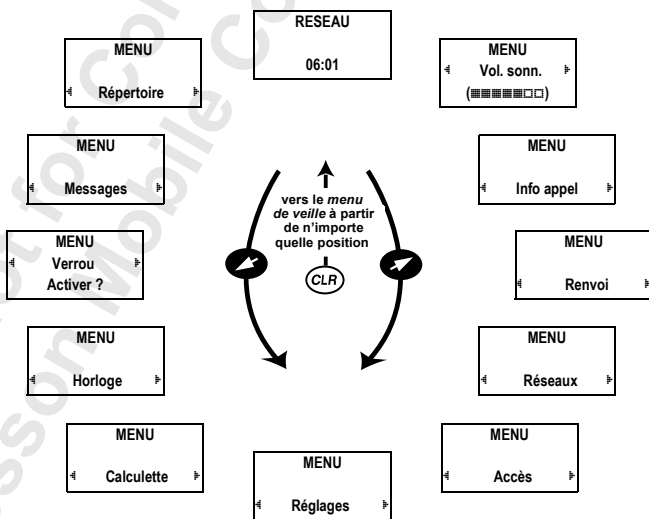 RESEAU
06:01
MENU
Répertoire
MENU
Vol. sonn.
MENU
Messages
MENU
Info appel
vers le menu
de veille à partir
de n'importe
quelle position
CLR
MENU
Verrou
Activer ?
MENU
Renvoi
MENU
Horloge
MENU
Réseaux
MENU
Calculette
MENU
Réglages
MENU
Accès